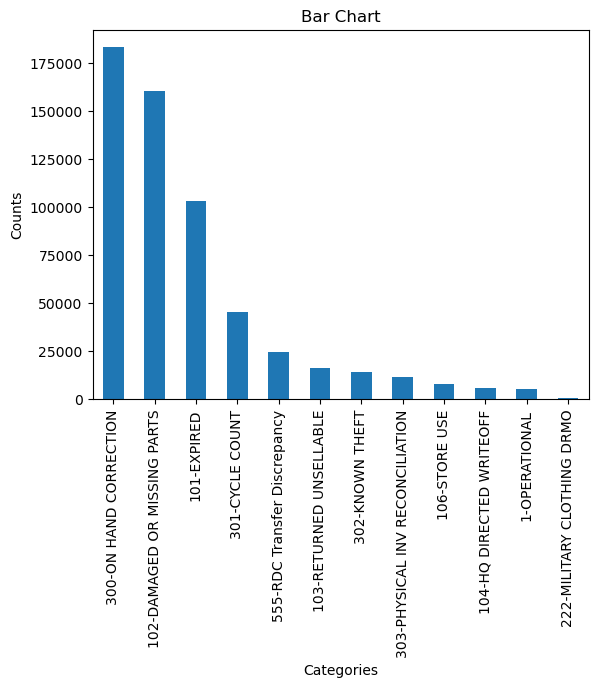 Bar Chart
Counts
175000
150000
125000
100000
75000
50000
25000
0
300-ON HAND CORRECTION
102-DAMAGED OR MISSING PARTS
101-EXPIRED
301-CYCLE COUNT
555-RDC Transfer Discrepancy
103-RETURNED UNSELLABLE
302-KNOWN THEFT
303-PHYSICAL INV RECONCILIATION
106-STORE USE
104-HQ DIRECTED WRITEOFF
1-OPERATIONAL
222-MILITARY CLOTHING DRMO
Categories